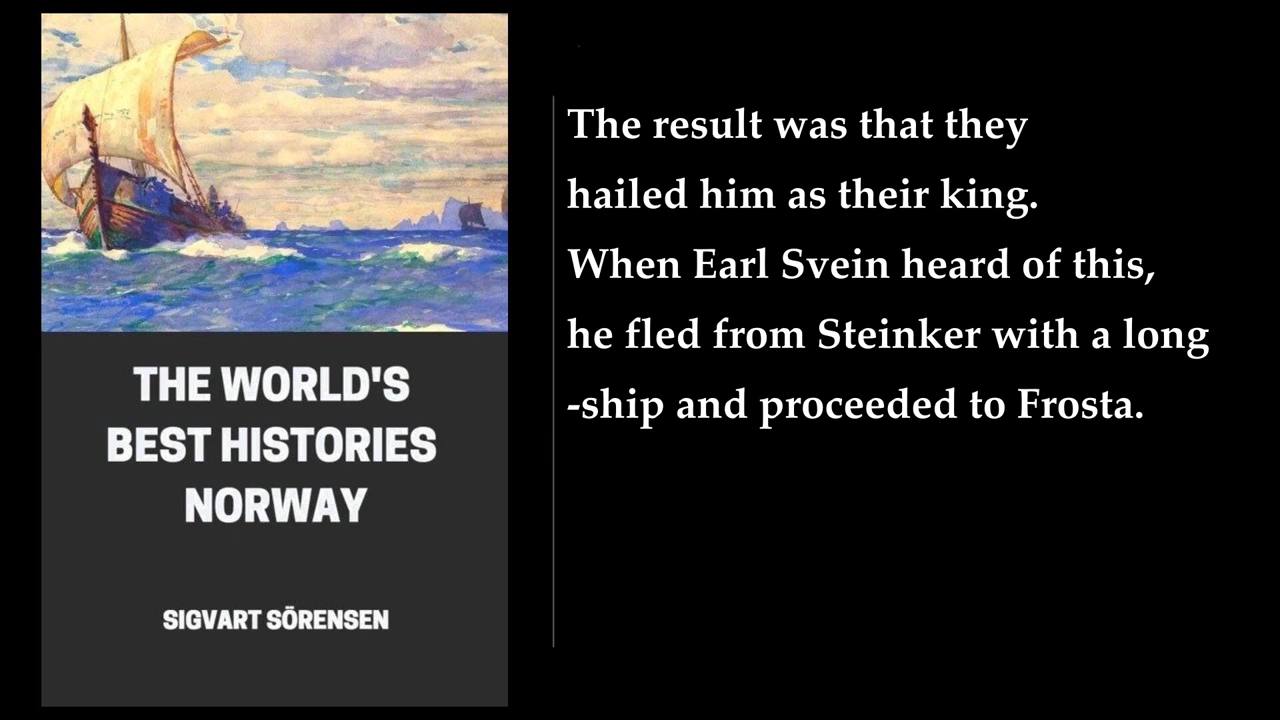 THE WORLD'S
BEST HISTORIES
NORWAY
SIGVART SÖRENSEN
The result was that they
hailed him as their king.
When Earl Svein heard of this,
he fled from Steinker with a long
-ship and proceeded to Frosta.